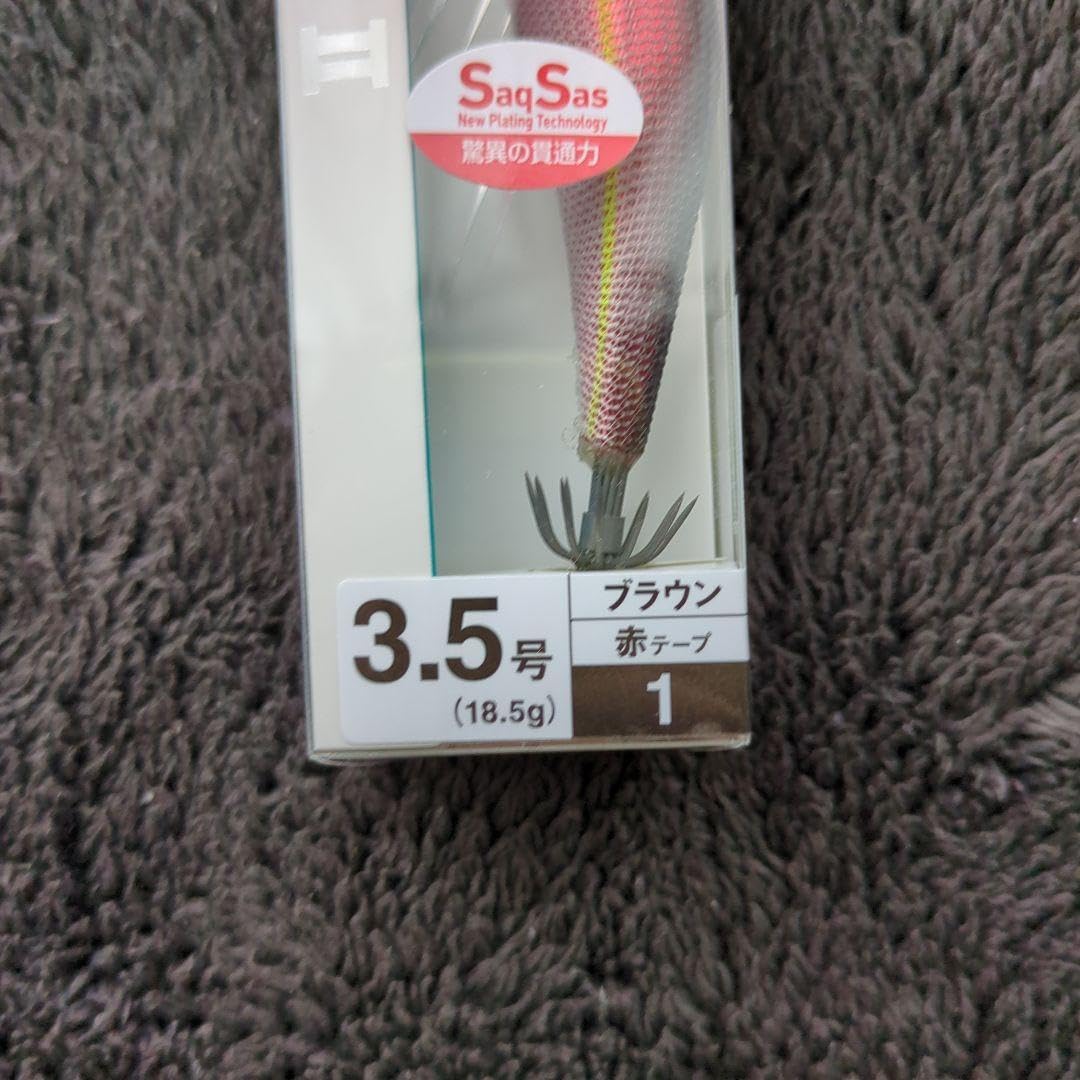 SaqSas
New Plating Technology
驚異の貫通力
3.5号
(18.5g)
ブラウン
赤テープ
1